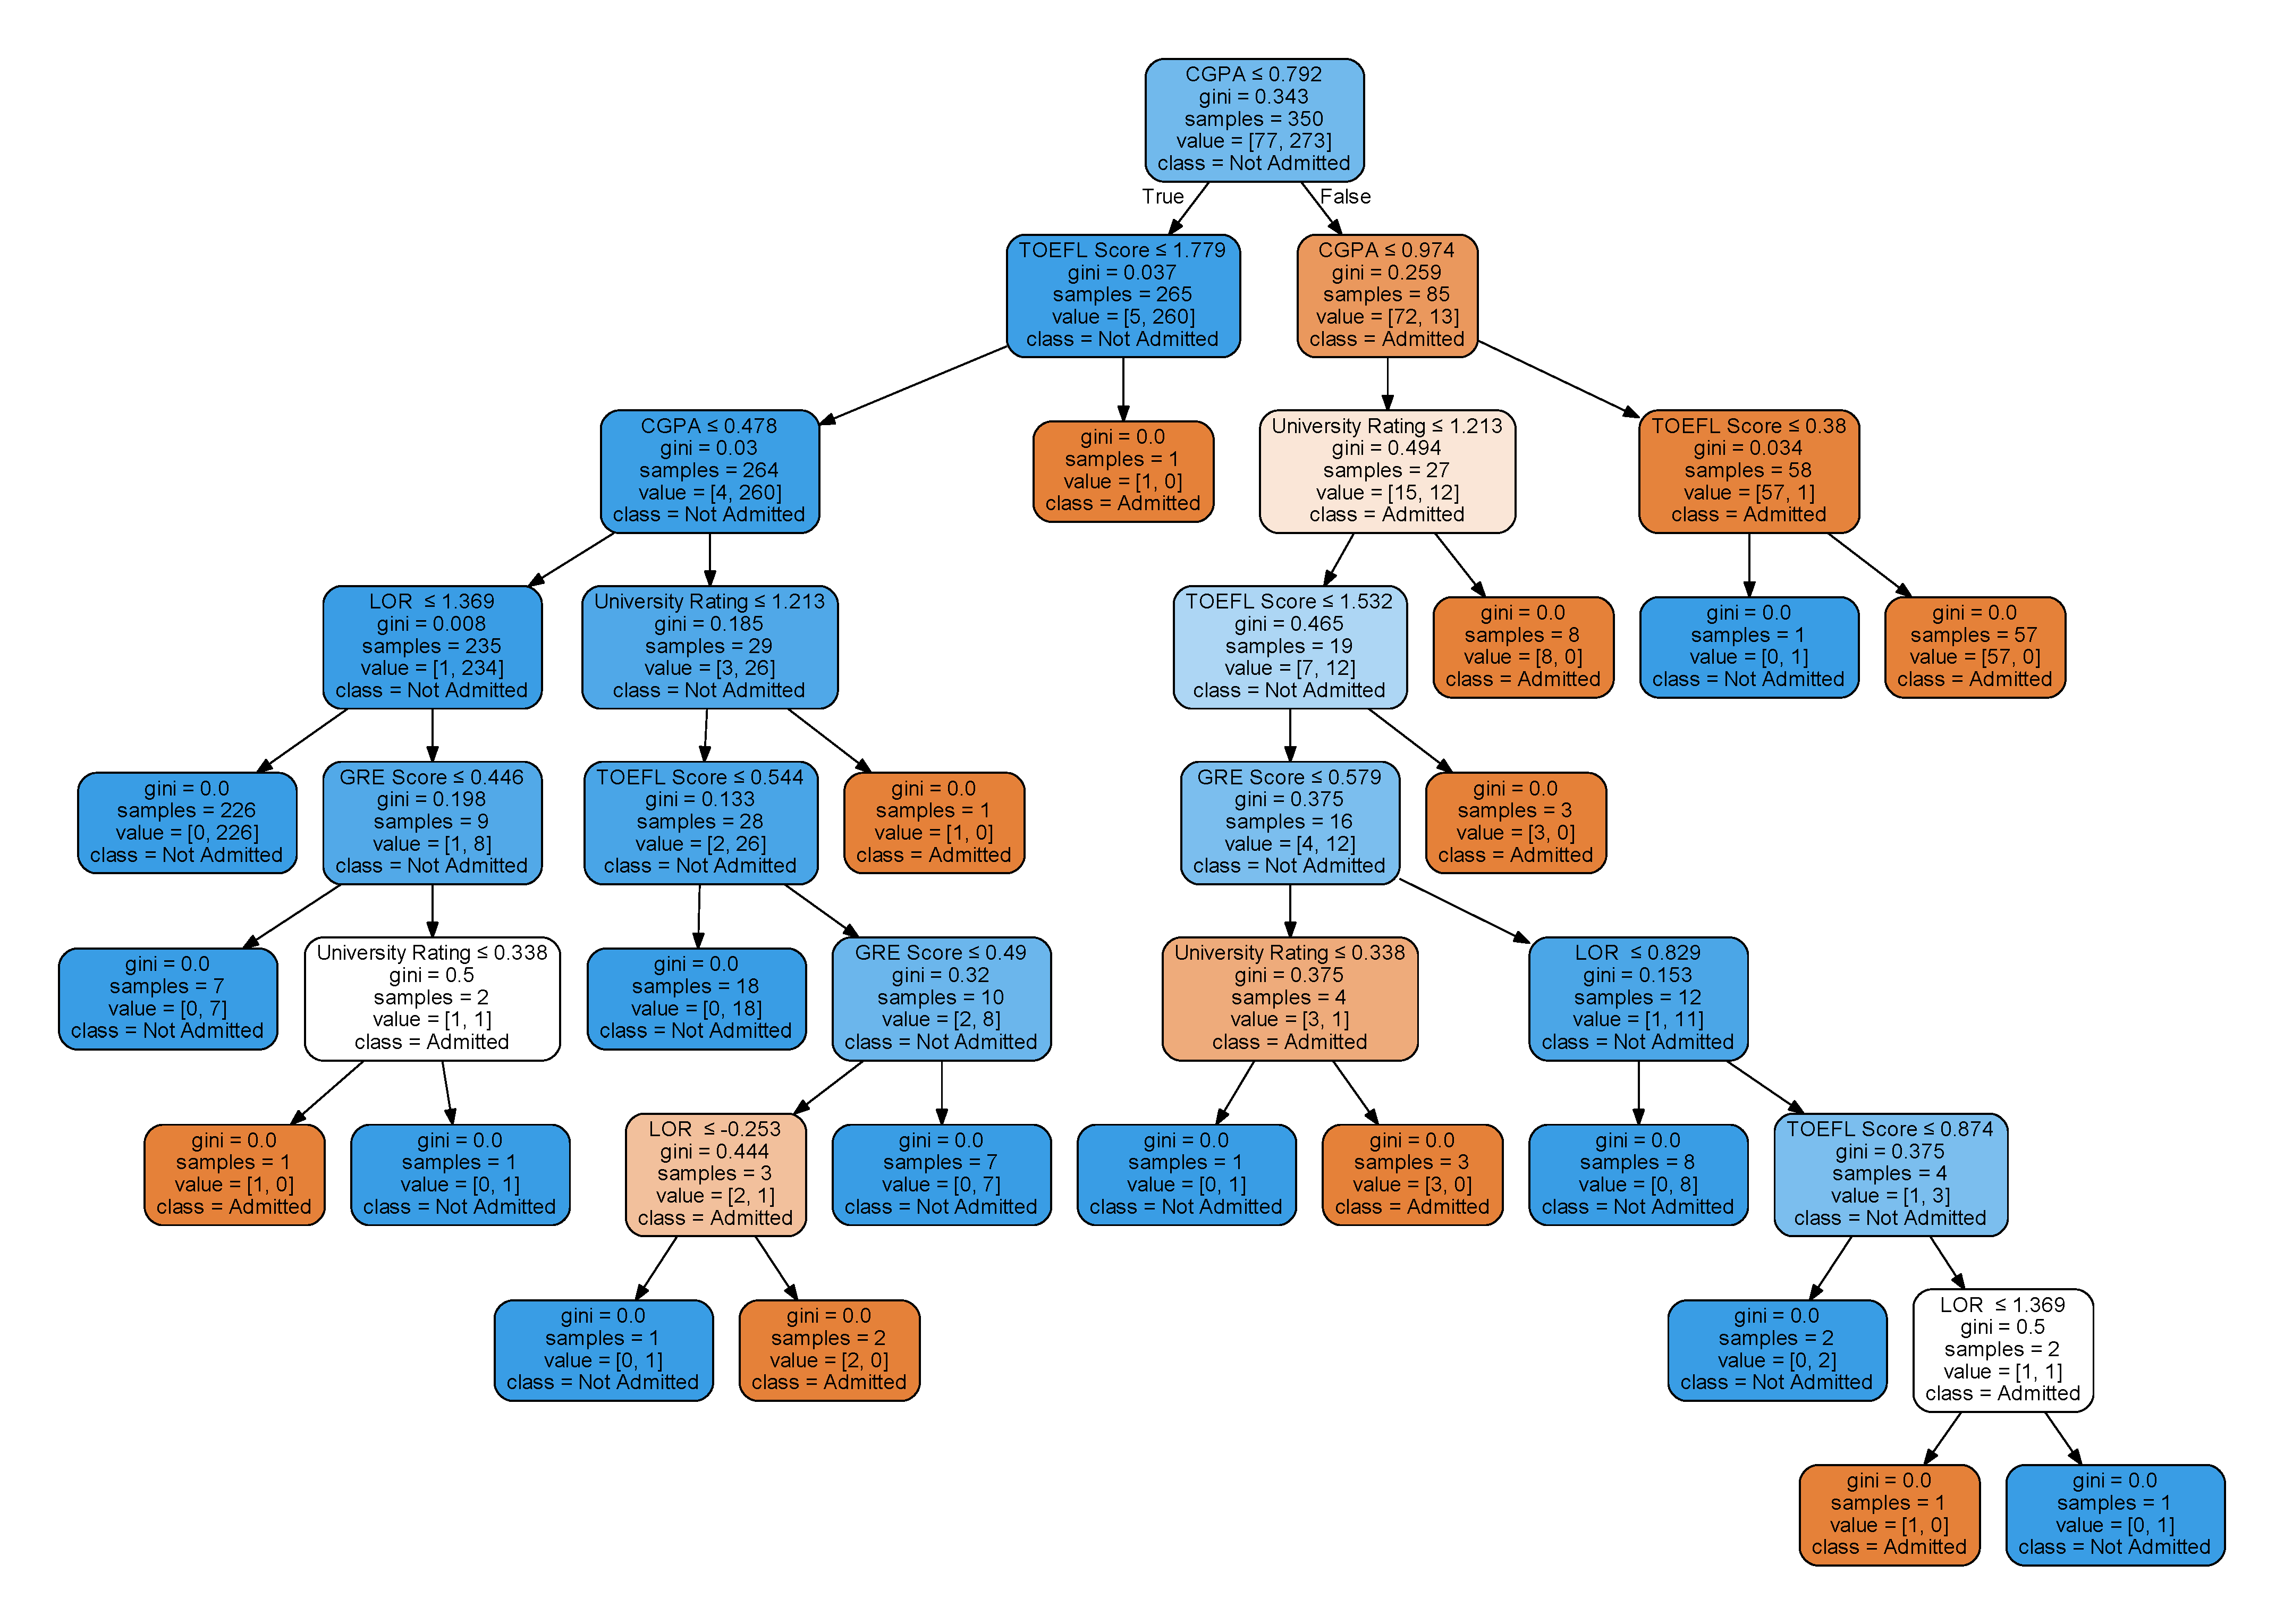 CGPA ≤ 0.792
gini = 0.343
samples = 350
value = [77, 273]
class = Not Admitted
True
False
TOEFL Score ≤ 1.779
gini = 0.037
samples = 265
value = [5, 260]
class = Not Admitted
CGPA ≤ 0.974
gini = 0.259
samples = 85
value = [72, 13]
class = Admitted
CGPA ≤ 0.478
gini = 0.03
samples = 264
value = [4, 260]
class = Not Admitted
gini = 0.0
samples = 1
value = [1, 0]
class = Admitted
University Rating ≤ 1.213
gini = 0.494
samples = 27
value = [15, 12]
class = Admitted
TOEFL Score ≤ 0.38
gini = 0.034
samples = 58
value = [57, 1]
class = Admitted
LOR ≤ 1.369
gini = 0.008
samples = 235
value = [1, 234]
class = Not Admitted
University Rating ≤ 1.213
gini = 0.185
samples = 29
value = [3, 26]
class = Not Admitted
TOEFL Score ≤ 1.532
gini = 0.465
samples = 19
value = [7, 12]
class = Not Admitted
gini = 0.0
samples = 8
value = [8, 0]
class = Admitted
gini = 0.0
samples = 1
value = [0, 1]
class = Not Admitted
gini = 0.0
samples = 57
value = [57, 0]
class = Admitted
gini = 0.0
samples = 226
value = [0, 226]
class = Not Admitted
GRE Score ≤ 0.446
gini = 0.198
samples = 9
value = [1, 8]
class = Not Admitted
TOEFL Score ≤ 0.544
gini = 0.133
samples = 28
value = [2, 26]
class = Not Admitted
gini = 0.0
samples = 1
value = [1, 0]
class = Admitted
GRE Score ≤ 0.579
gini = 0.375
samples = 16
value = [4, 12]
class = Not Admitted
gini = 0.0
samples = 3
value = [3, 0]
class = Admitted
gini = 0.0
samples = 7
value = [0, 7]
class = Not Admitted
University Rating ≤ 0.338
gini = 0.5
samples = 2
value = [1, 1]
class = Admitted
gini = 0.0
samples = 18
value = [0, 18]
class = Not Admitted
GRE Score ≤ 0.49
gini = 0.32
samples = 10
value = [2, 8]
class = Not Admitted
University Rating ≤ 0.338
gini = 0.375
samples = 4
value = [3, 1]
class = Admitted
LOR ≤ 0.829
gini = 0.153
samples = 12
value = [1, 11]
class = Not Admitted
gini = 0.0
samples = 1
value = [1, 0]
class = Admitted
gini = 0.0
samples = 1
value = [0, 1]
class = Not Admitted
LOR ≤ -0.253
gini = 0.444
samples = 3
value = [2, 1]
class = Admitted
gini = 0.0
samples = 7
value = [0, 7]
class = Not Admitted
gini = 0.0
samples = 1
value = [0, 1]
class = Not Admitted
gini = 0.0
samples = 3
value = [3, 0]
class = Admitted
gini = 0.0
samples = 8
value = [0, 8]
class = Not Admitted
TOEFL Score ≤ 0.874
gini = 0.375
samples = 4
value = [1, 3]
class = Not Admitted
gini = 0.0
samples = 1
value = [0, 1]
class = Not Admitted
gini = 0.0
samples = 2
value = [2, 0]
class = Admitted
gini = 0.0
samples = 2
value = [0, 2]
class = Not Admitted
LOR ≤ 1.369
gini = 0.5
samples = 2
value = [1, 1]
class = Admitted
gini = 0.0
samples = 1
value = [1, 0]
class = Admitted
gini = 0.0
samples = 1
value = [0, 1]
class = Not Admitted